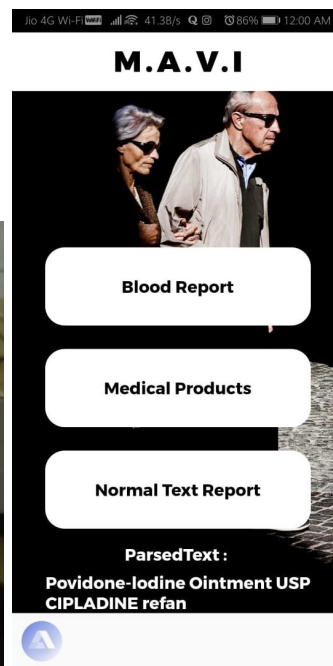 Jio 4G Wi-Fi 41.3B/s 86% 12:00 AM
M.A.V.I
Blood Report
Medical Products
Normal Text Report
ParsedText :
Povidone-Iodine Ointment USP
CIPLADINE refan